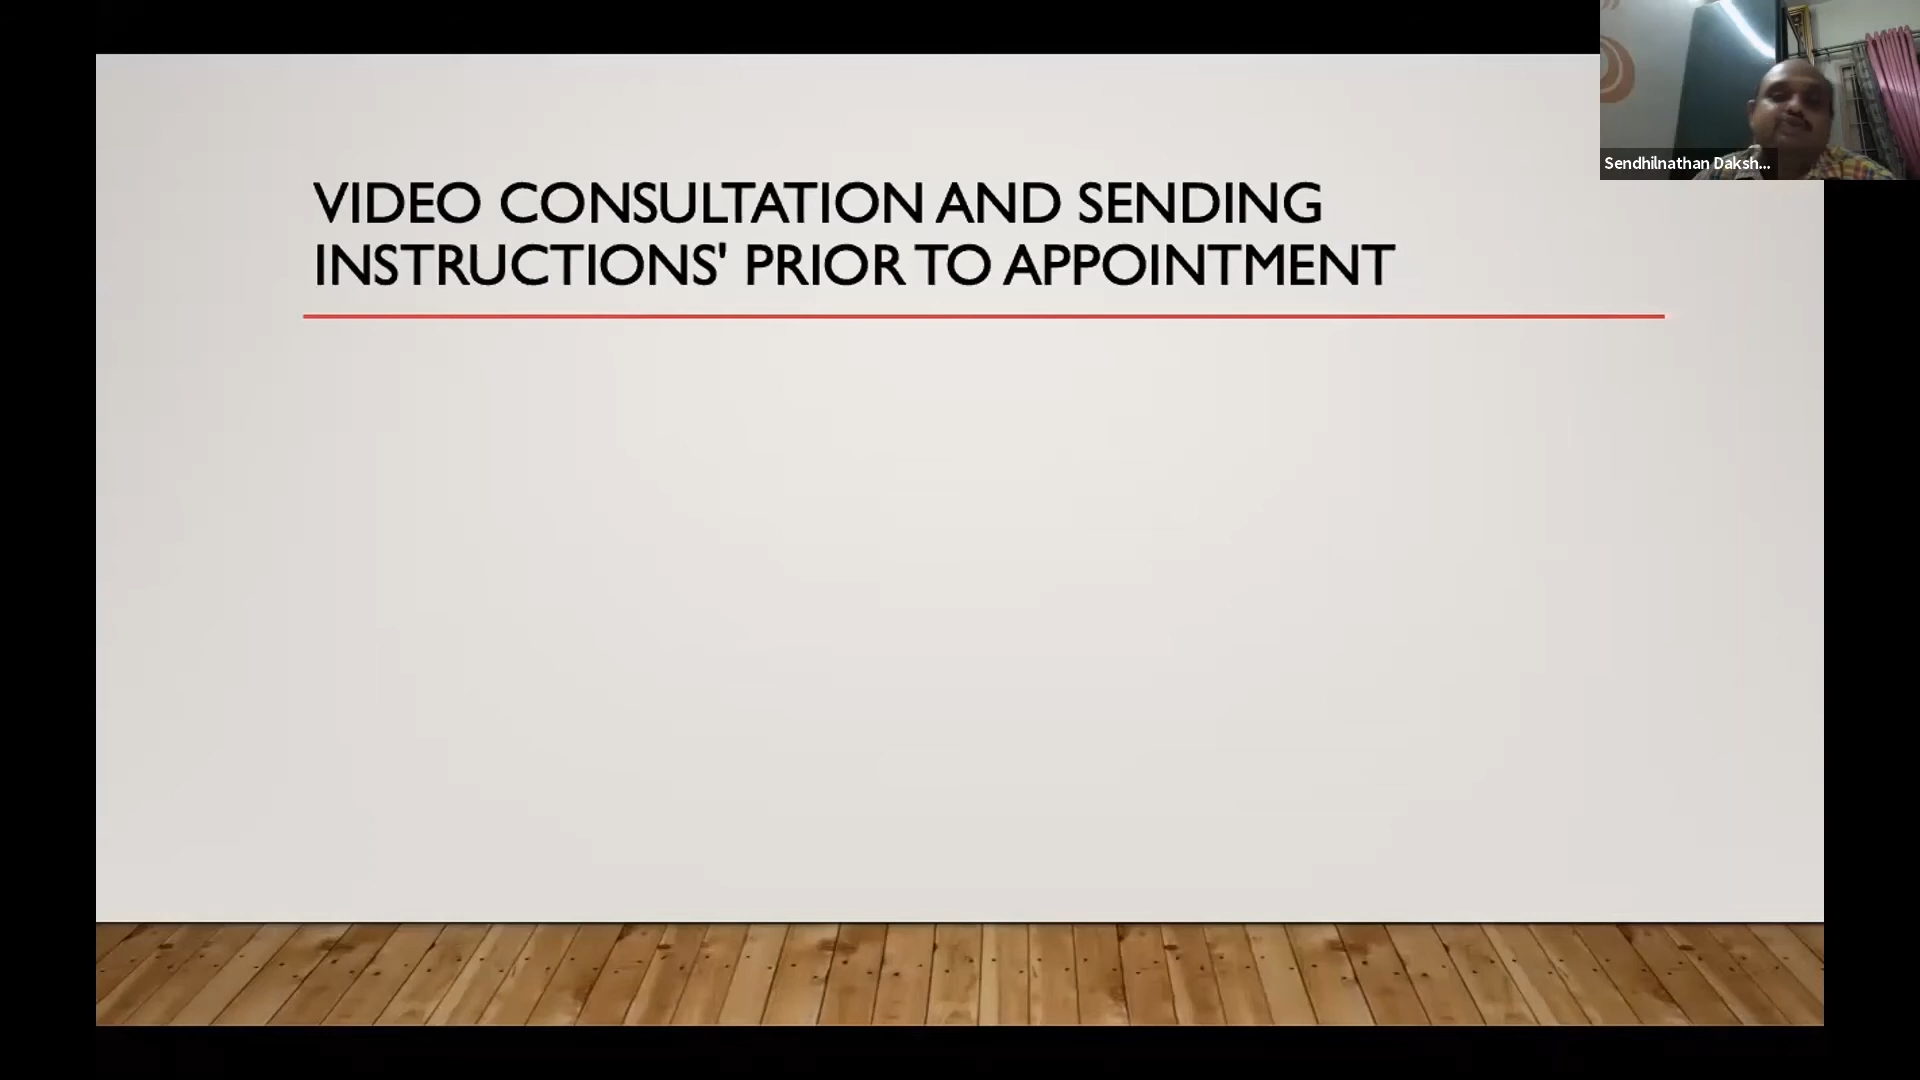 VIDEO CONSULTATION AND SENDING
INSTRUCTIONS' PRIOR TO APPOINTMENT
Sendhilnathan Daksh...